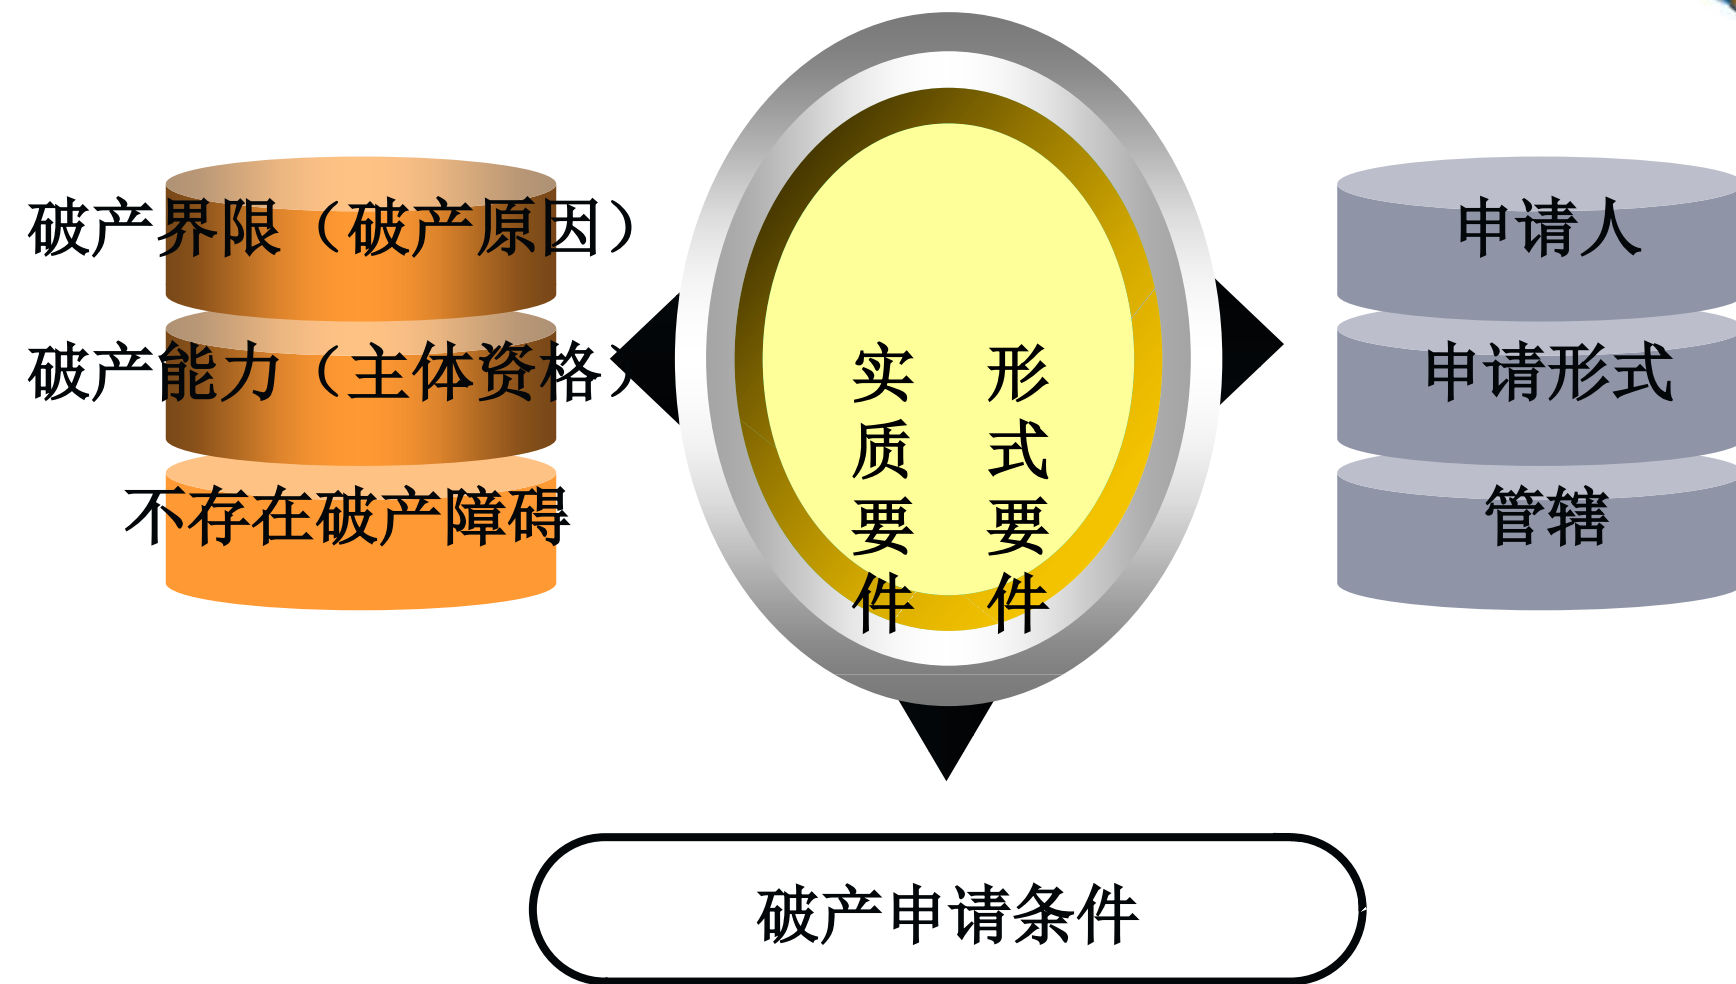 破产界限（破产原因）
破产能力（主体资格）
不存在破产障碍
实质要件
形式要件
申请人
申请形式
管辖
破产申请条件